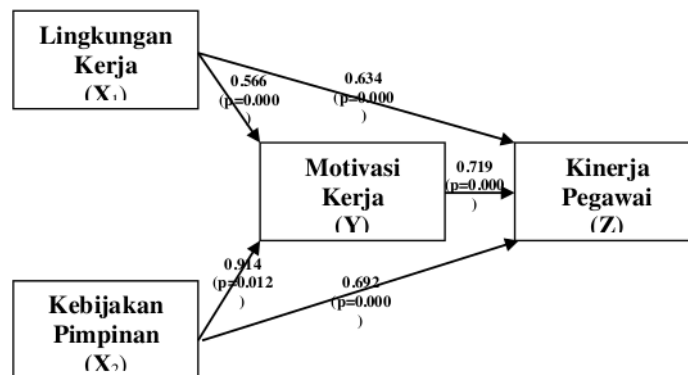 Lingkungan
Kerja
(X₁)
0.566
(p=0.000
)
0.634
(p=0.000
)
Motivasi
Kerja
(Y)
0.719
(p=0.000
)
Kinerja
Pegawai
(Z)
0.914
(p=0.012
)
0.692
(p=0.000
)
Kebijakan
Pimpinan
(X₂)